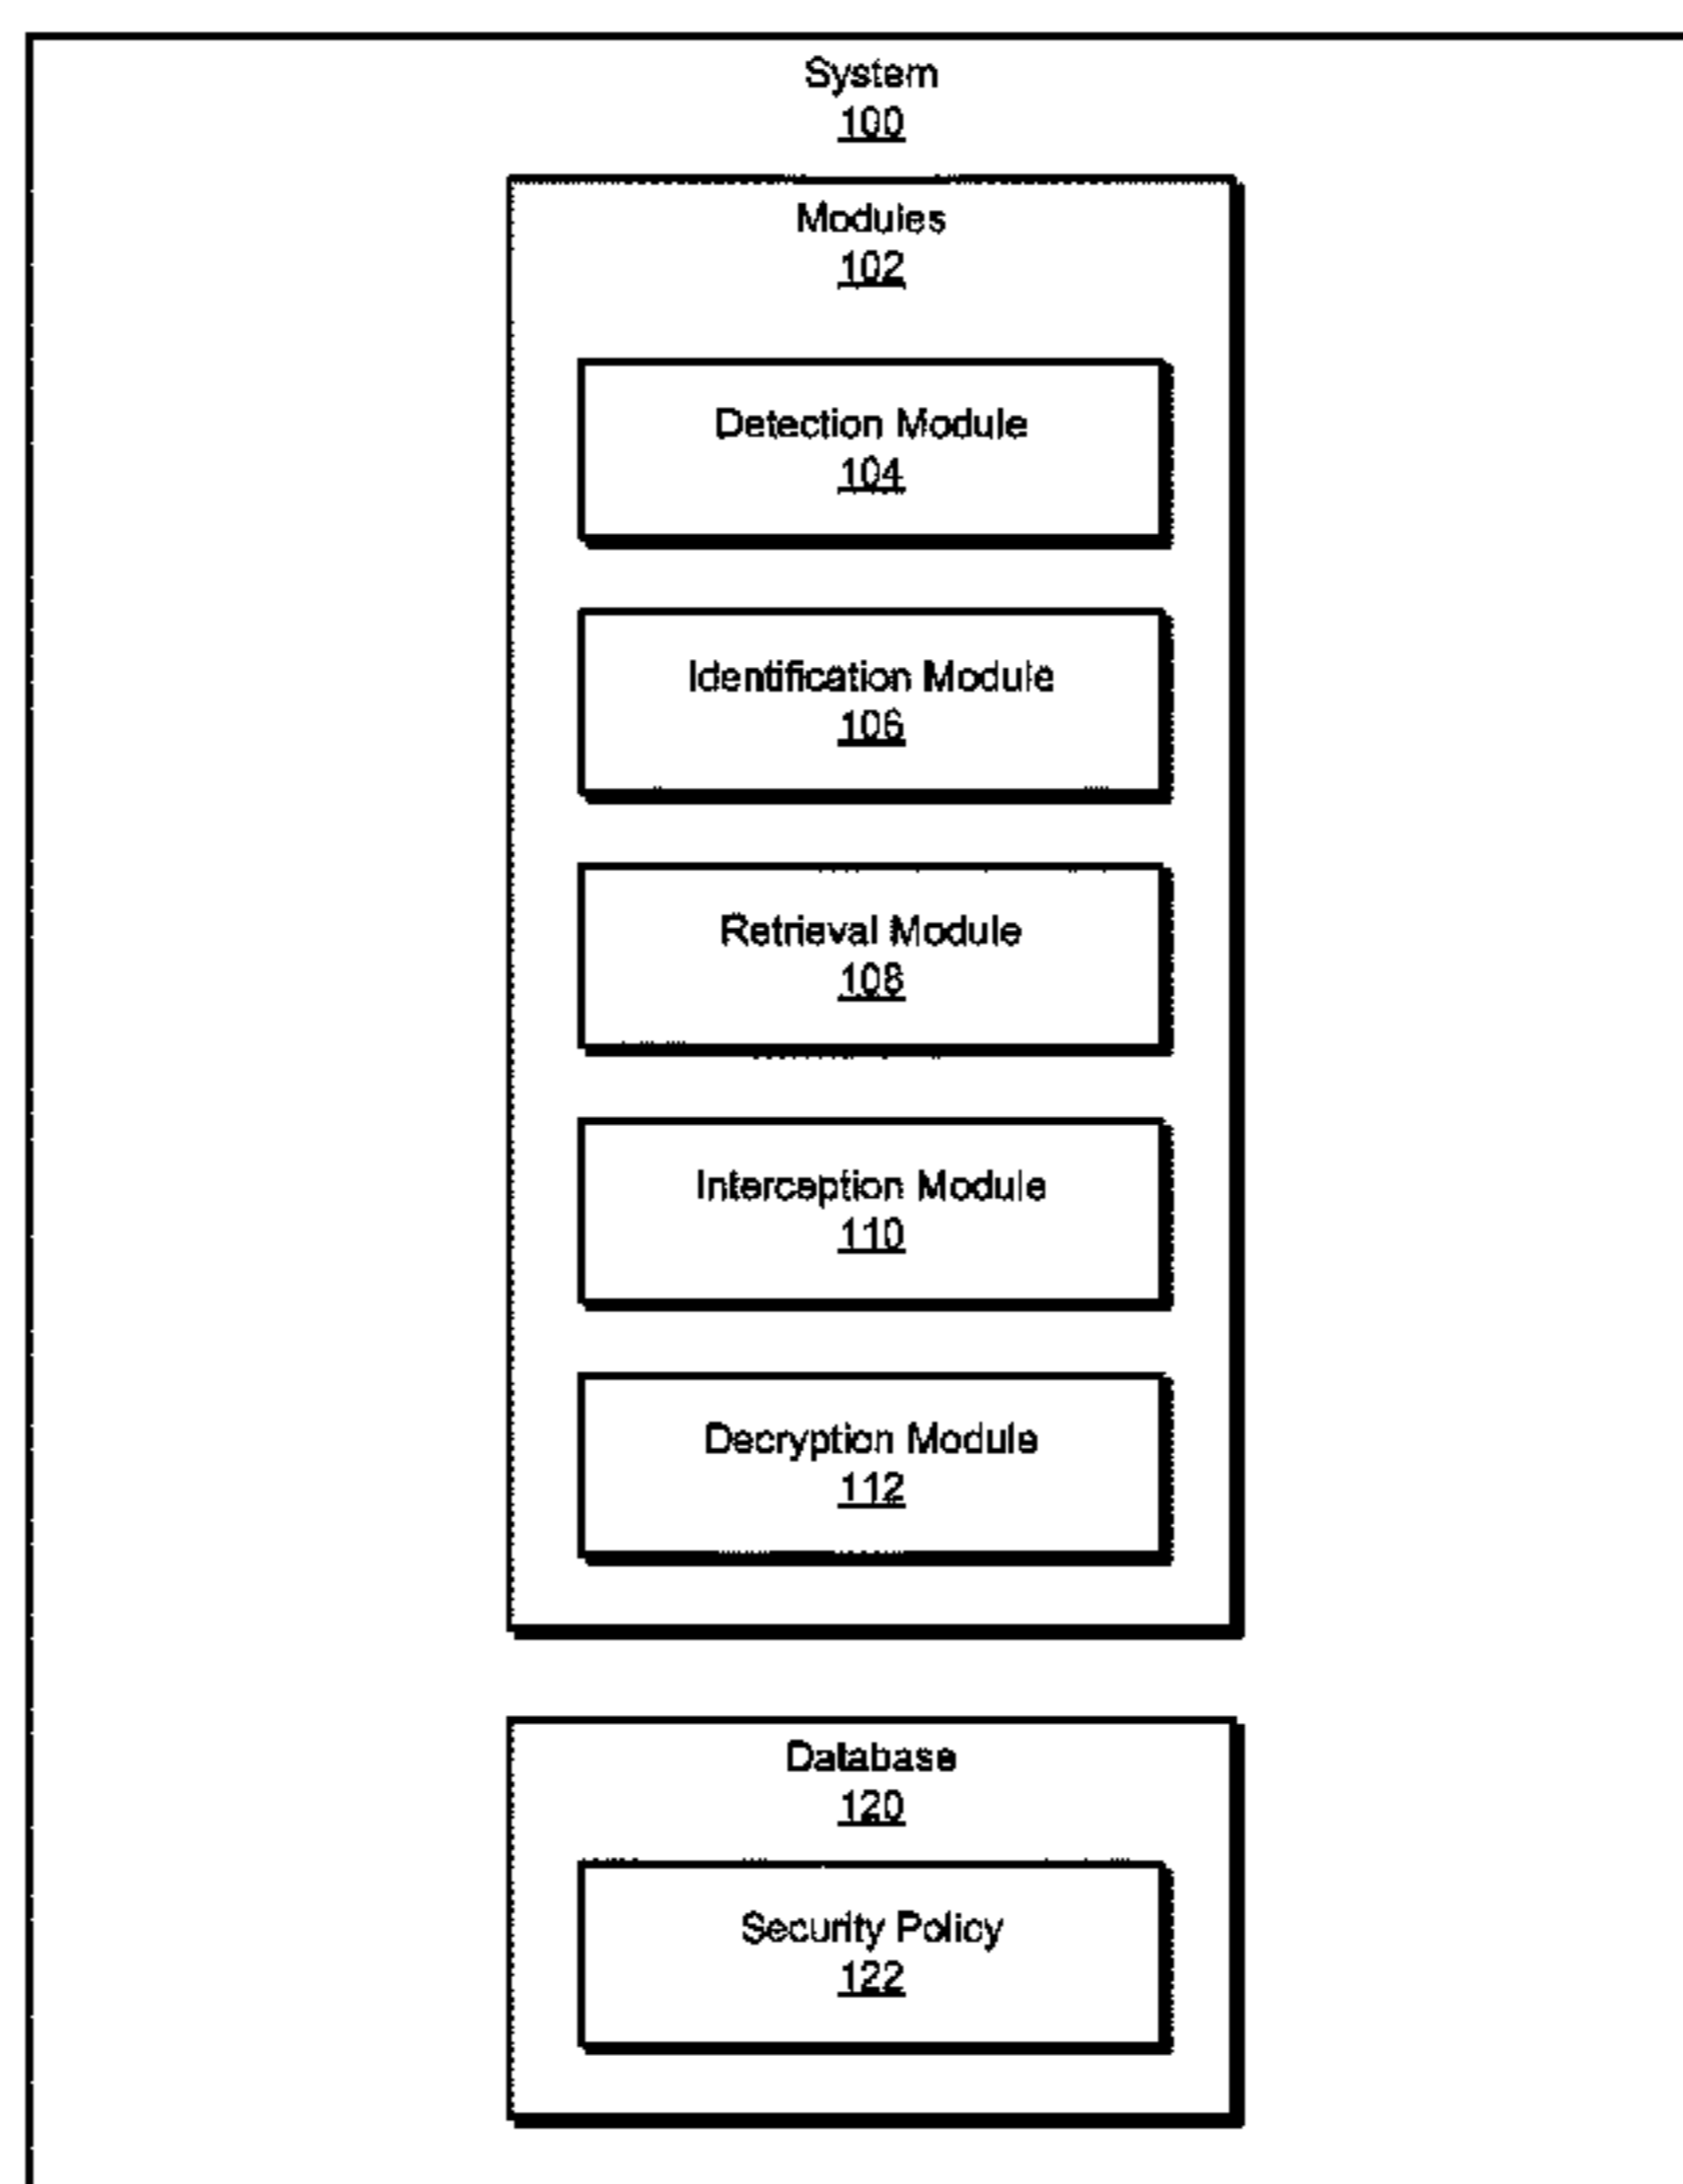 System
100
Modules
102
Detection Module
104
Identification Module
106
Retrieval Module
108
Interception Module
110
Decryption Module
112
Database
120
Security Policy
122